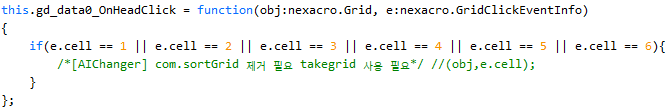 this.gd_data0_OnHeadClick = function(obj:nexacro.Grid, e:nexacro.GridClickEventInfo)
{
    if(e.cell == 1 || e.cell == 2 || e.cell == 3 || e.cell == 4 || e.cell == 5 || e.cell == 6){
        /*[AIChanger] com.sortGrid 제거 필요 takegrid 사용 필요*/ //(obj,e.cell);
    }
};